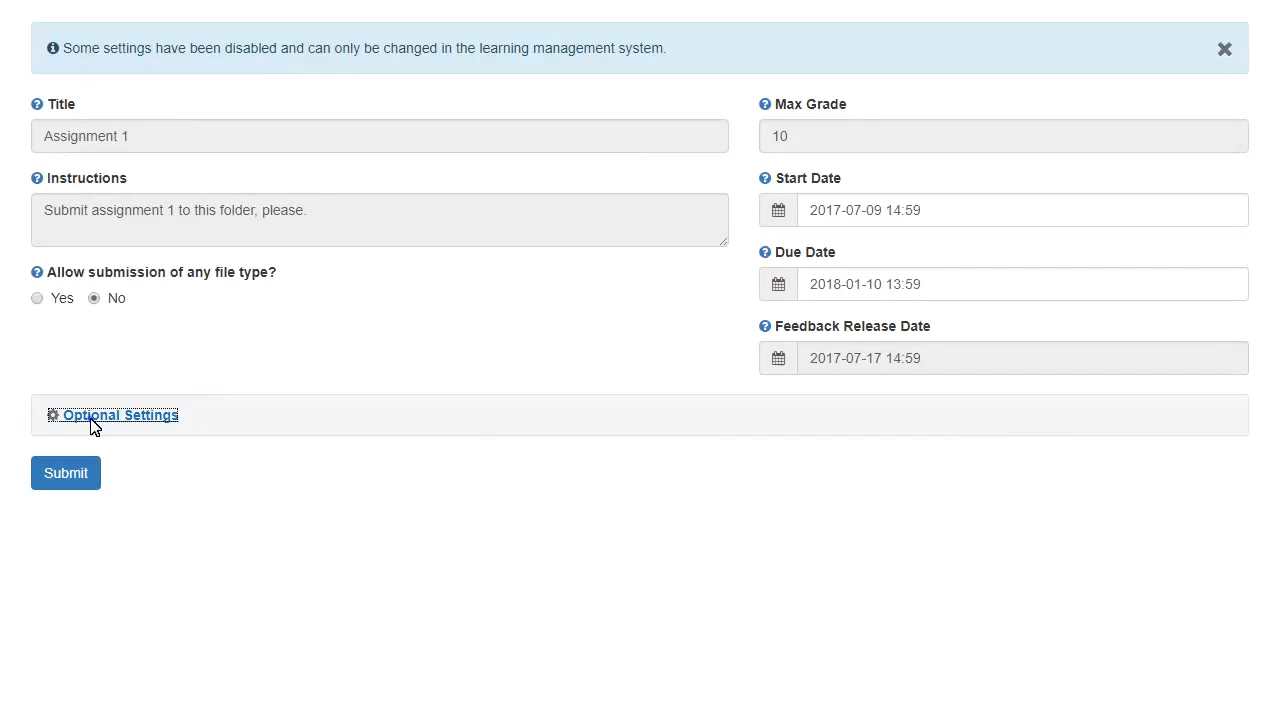 Some settings have been disabled and can only be changed in the learning management system.
Title
Assignment 1
Instructions
Submit assignment 1 to this folder, please.
Allow submission of any file type?
Yes No
Max Grade
10
Start Date
2017-07-09 14:59
Due Date
2018-01-10 13:59
Feedback Release Date
2017-07-17 14:59
Optional Settings
Submit